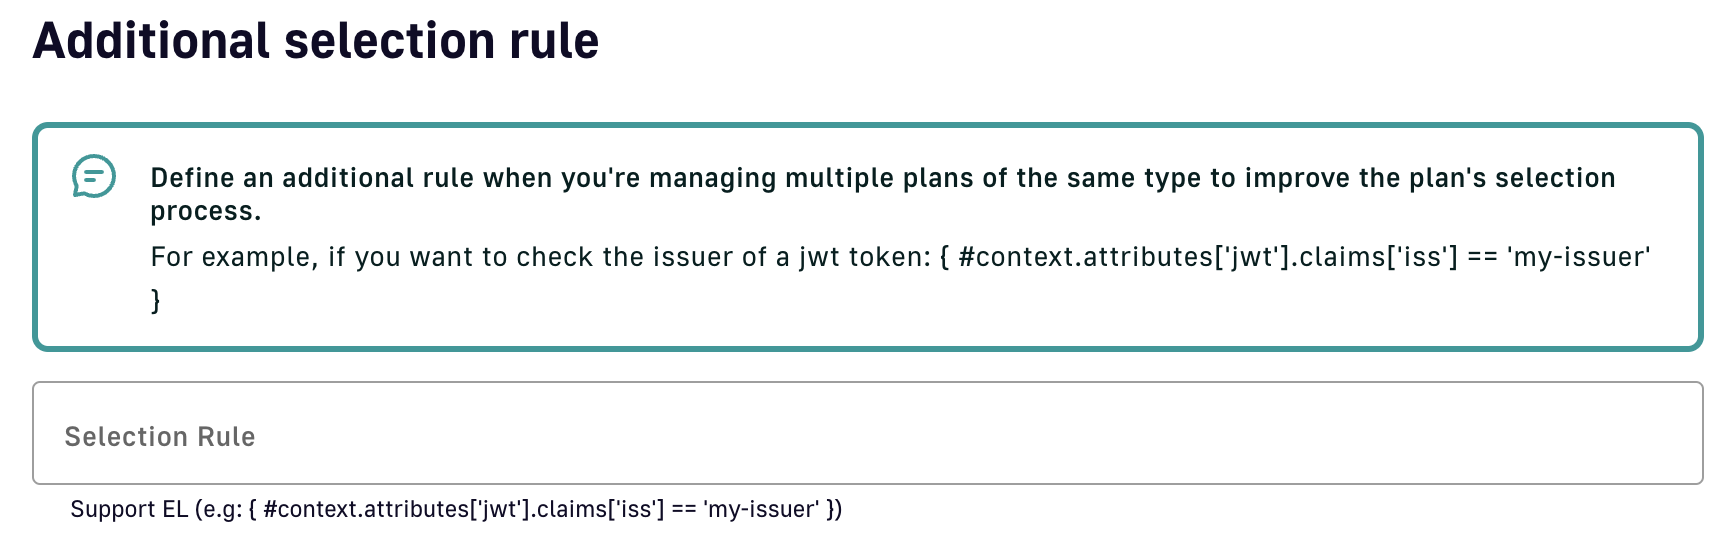 Additional selection rule
Define an additional rule when you're managing multiple plans of the same type to improve the plan's selection
process.
For example, if you want to check the issuer of a jwt token: { #context.attributes['jwt'].claims['iss'] == 'my-issuer'
}
Selection Rule
Support EL (e.g: { #context.attributes['jwt'].claims['iss'] == 'my-issuer' })